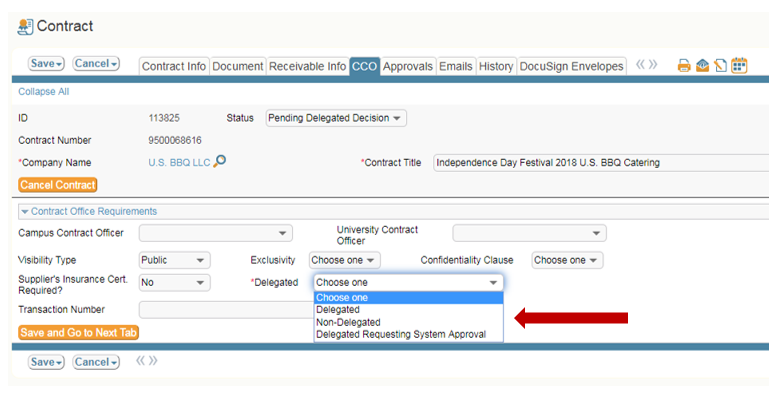 Contract
Save Cancel Contract Info Document Receivable Info CCO Approvals Emails History DocuSign Envelopes
Collapse All
ID 113825 Status Pending Delegated Decision
Contract Number 9500068616
*Company Name U.S. BBQ LLC *Contract Title Independence Day Festival 2018 U.S. BBQ Catering
Cancel Contract
Contract Office Requirements
Campus Contract Officer University Contract Officer
Visibility Type Public Exclusivity Choose one Confidentiality Clause Choose one
Supplier's Insurance Cert. Required? No *Delegated Choose one
Choose one
Delegated
Transaction Number Non-Delegated
Delegated Requesting System Approval
Save and Go to Next Tab
Save Cancel